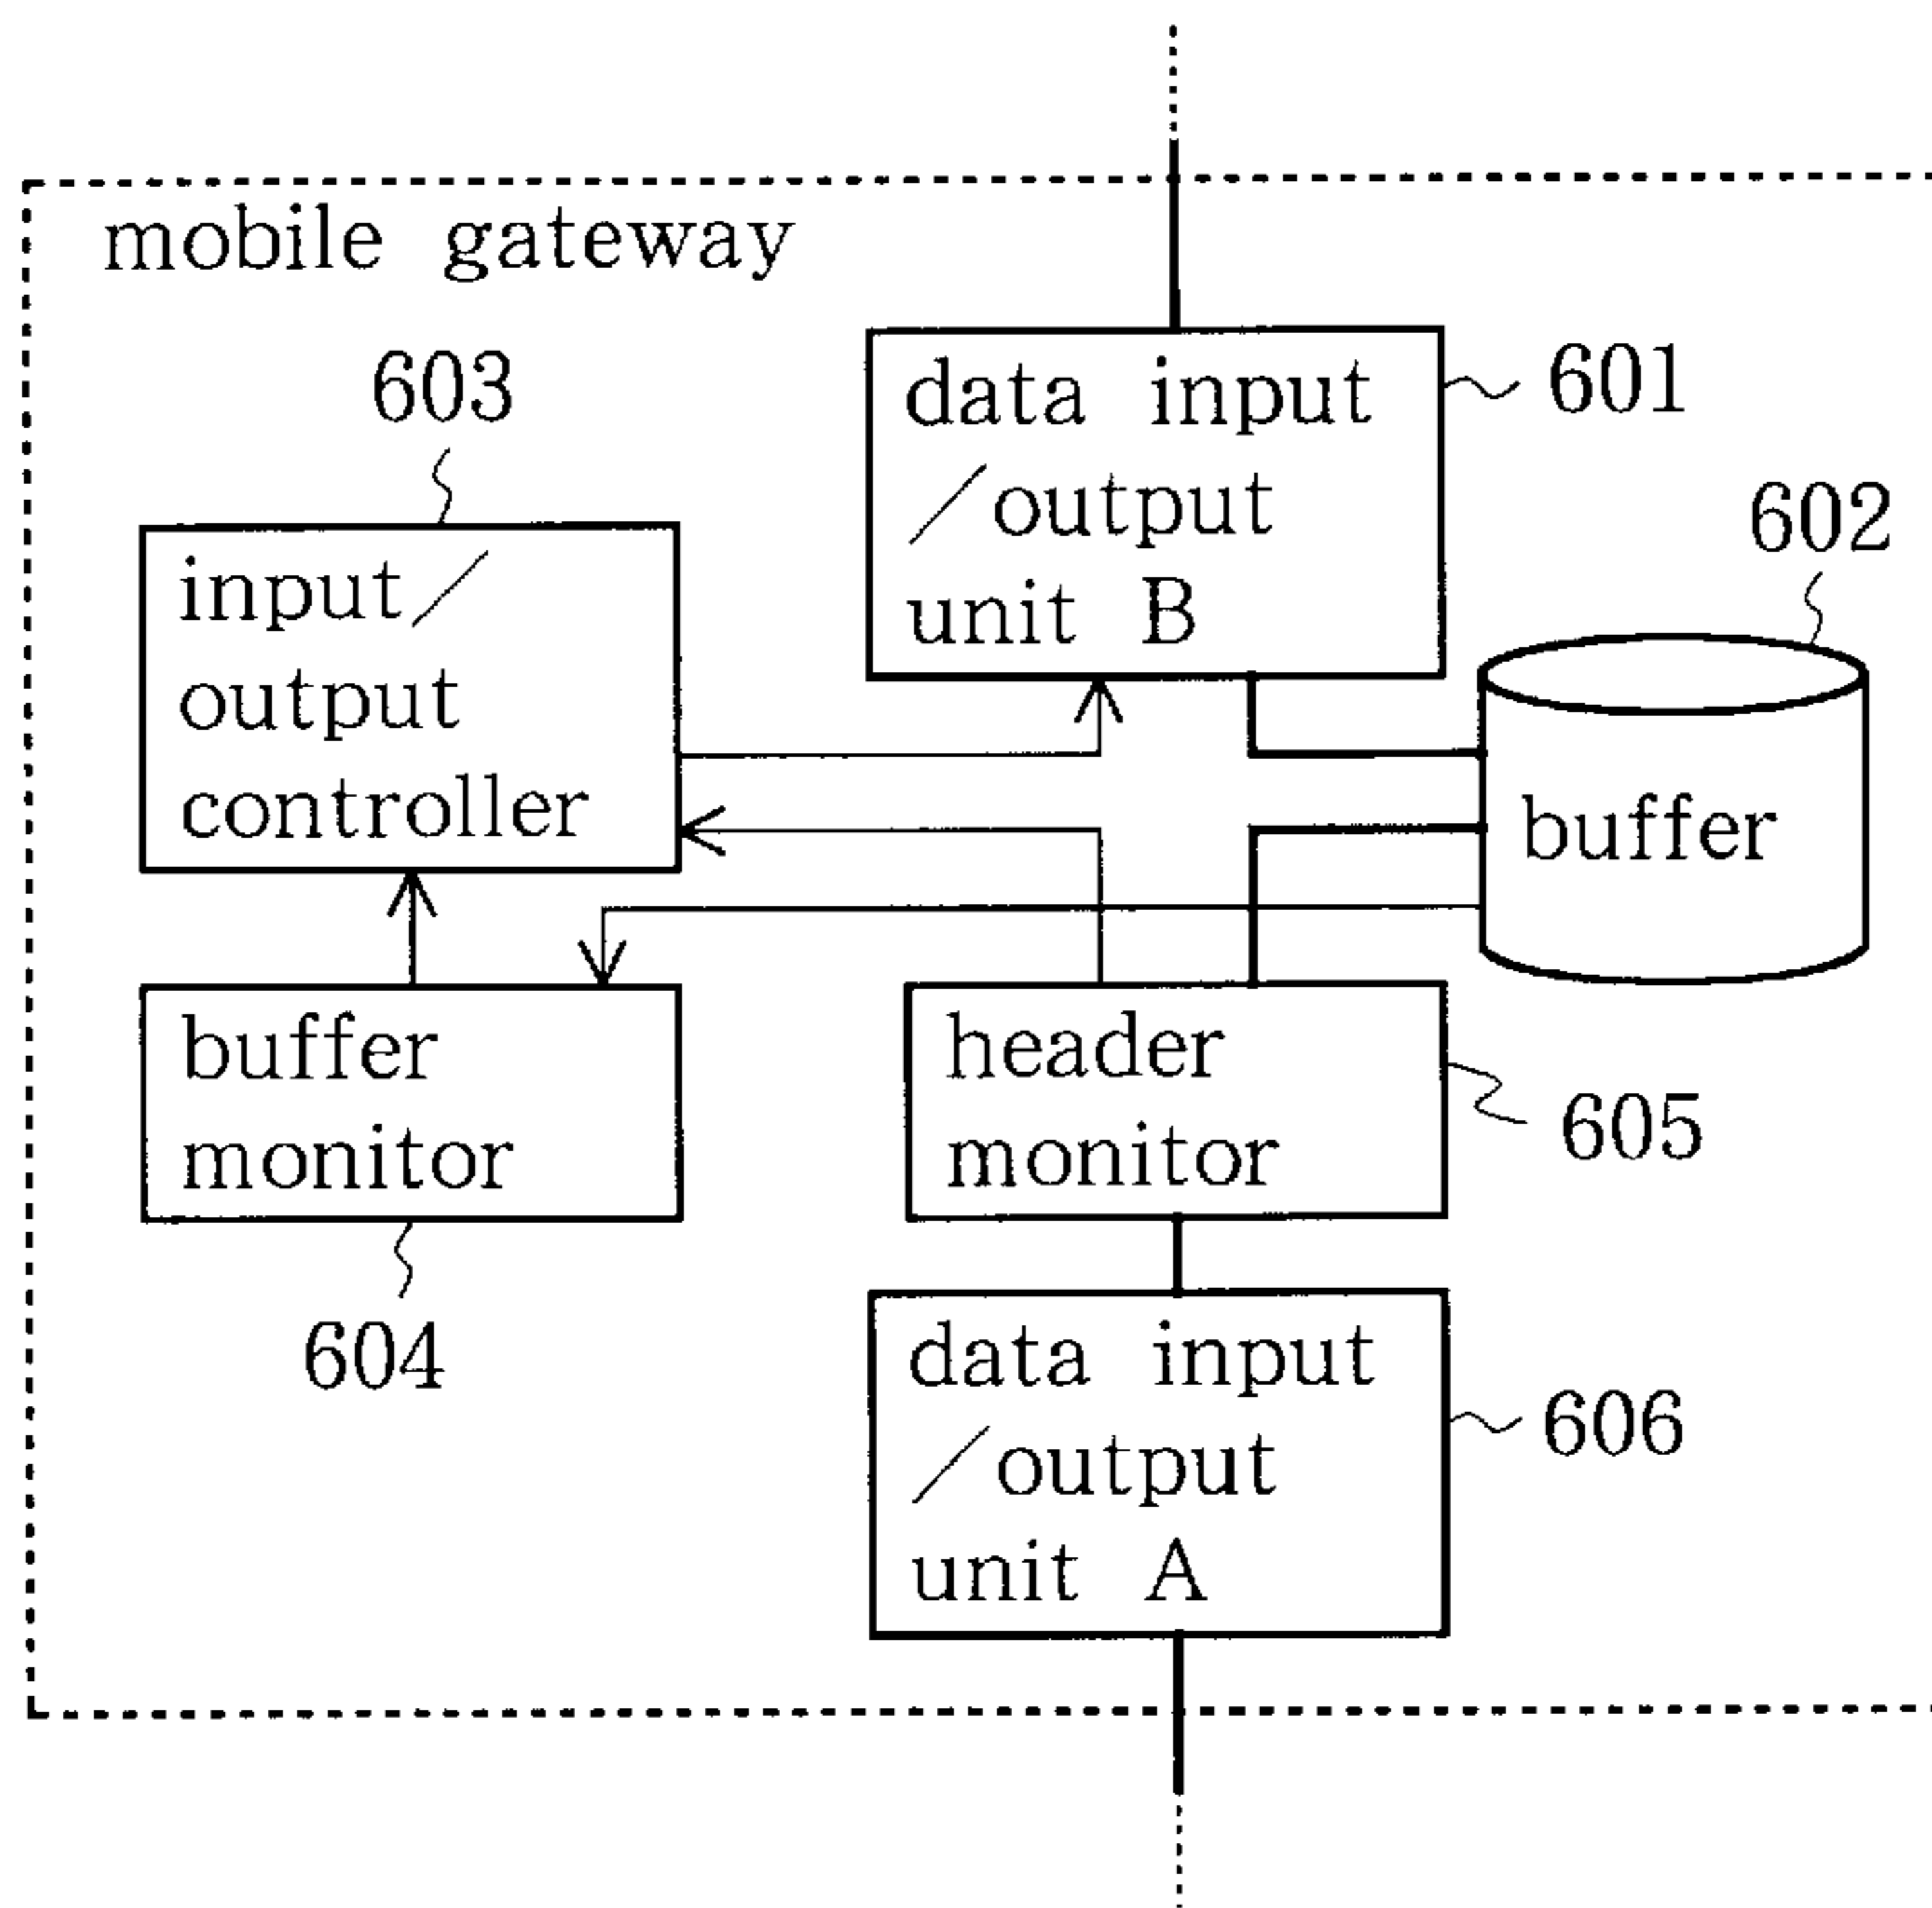 mobile gateway
603
input／
output
controller
data input
／output
unit B
601
602
buffer
buffer
monitor
604
header
monitor
605
data input
／output
unit A
606